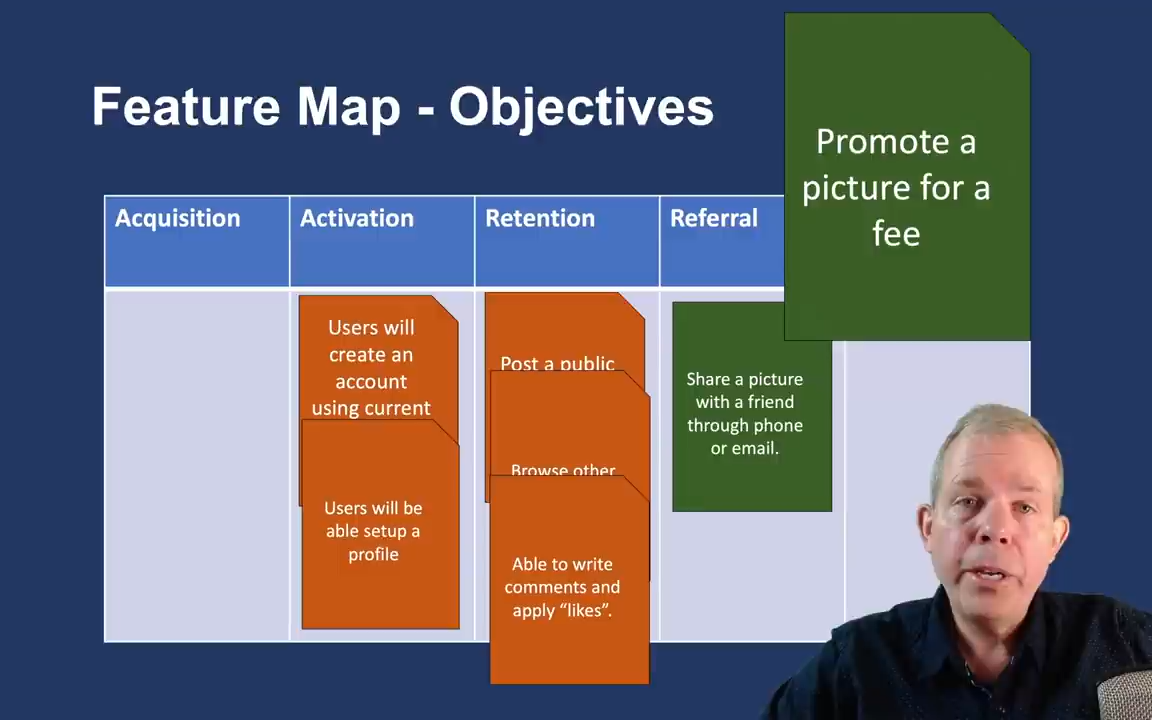 Feature Map - Objectives
Promote a
picture for a
fee
Acquisition
Activation
Retention
Referral
Users will
create an
account
using current
Users will be
able setup a
profile
Post a public
Browse other
Able to write
comments and
apply “likes”.
Share a picture
with a friend
through phone
or email.